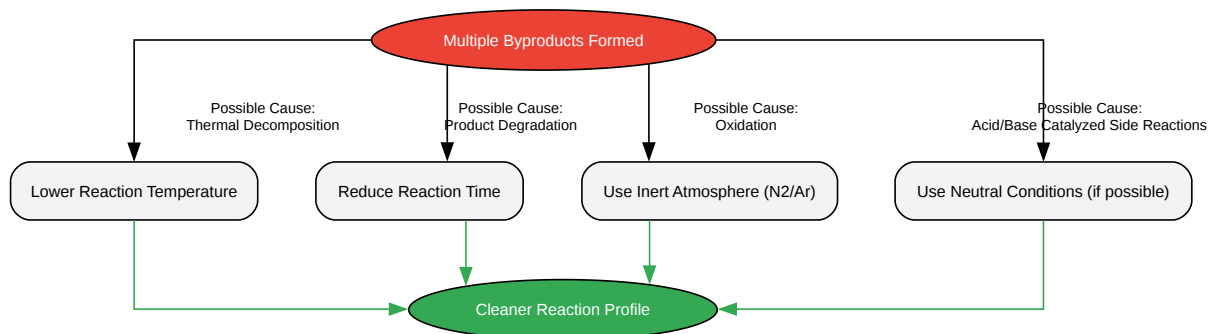 Multiple Byproducts Formed
Possible Cause:
Thermal Decomposition
Possible Cause:
Product Degradation
Possible Cause:
Oxidation
Possible Cause:
Acid/Base Catalyzed Side Reactions
Lower Reaction Temperature
Reduce Reaction Time
Use Inert Atmosphere (N2/Ar)
Use Neutral Conditions (if possible)
Cleaner Reaction Profile